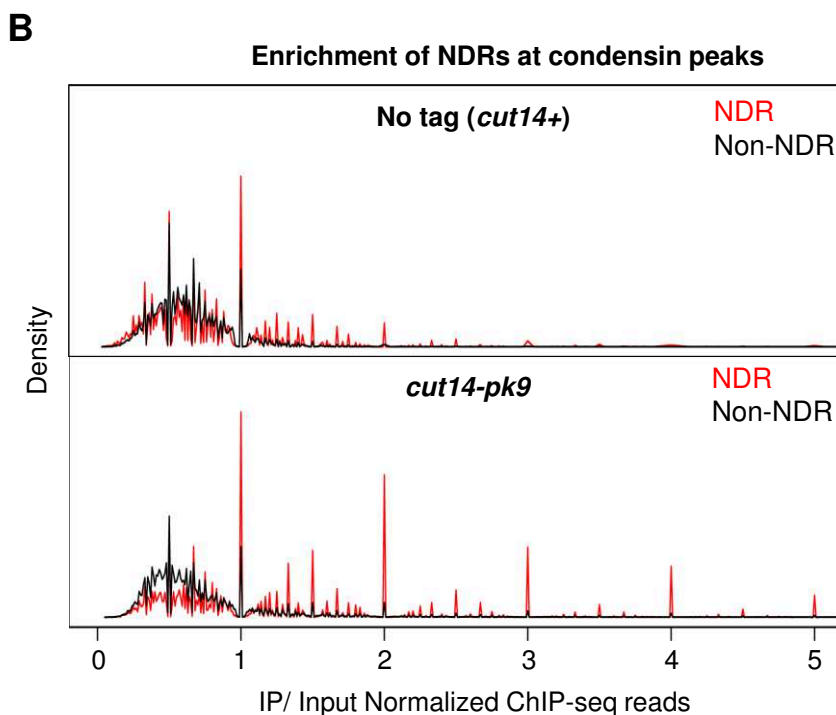 B
Enrichment of NDRs at condensin peaks
No tag (cut14+)
NDR
Non-NDR
Density
cut14-pk9
NDR
Non-NDR
0 1 2 3 4 5
IP/ Input Normalized ChIP-seq reads